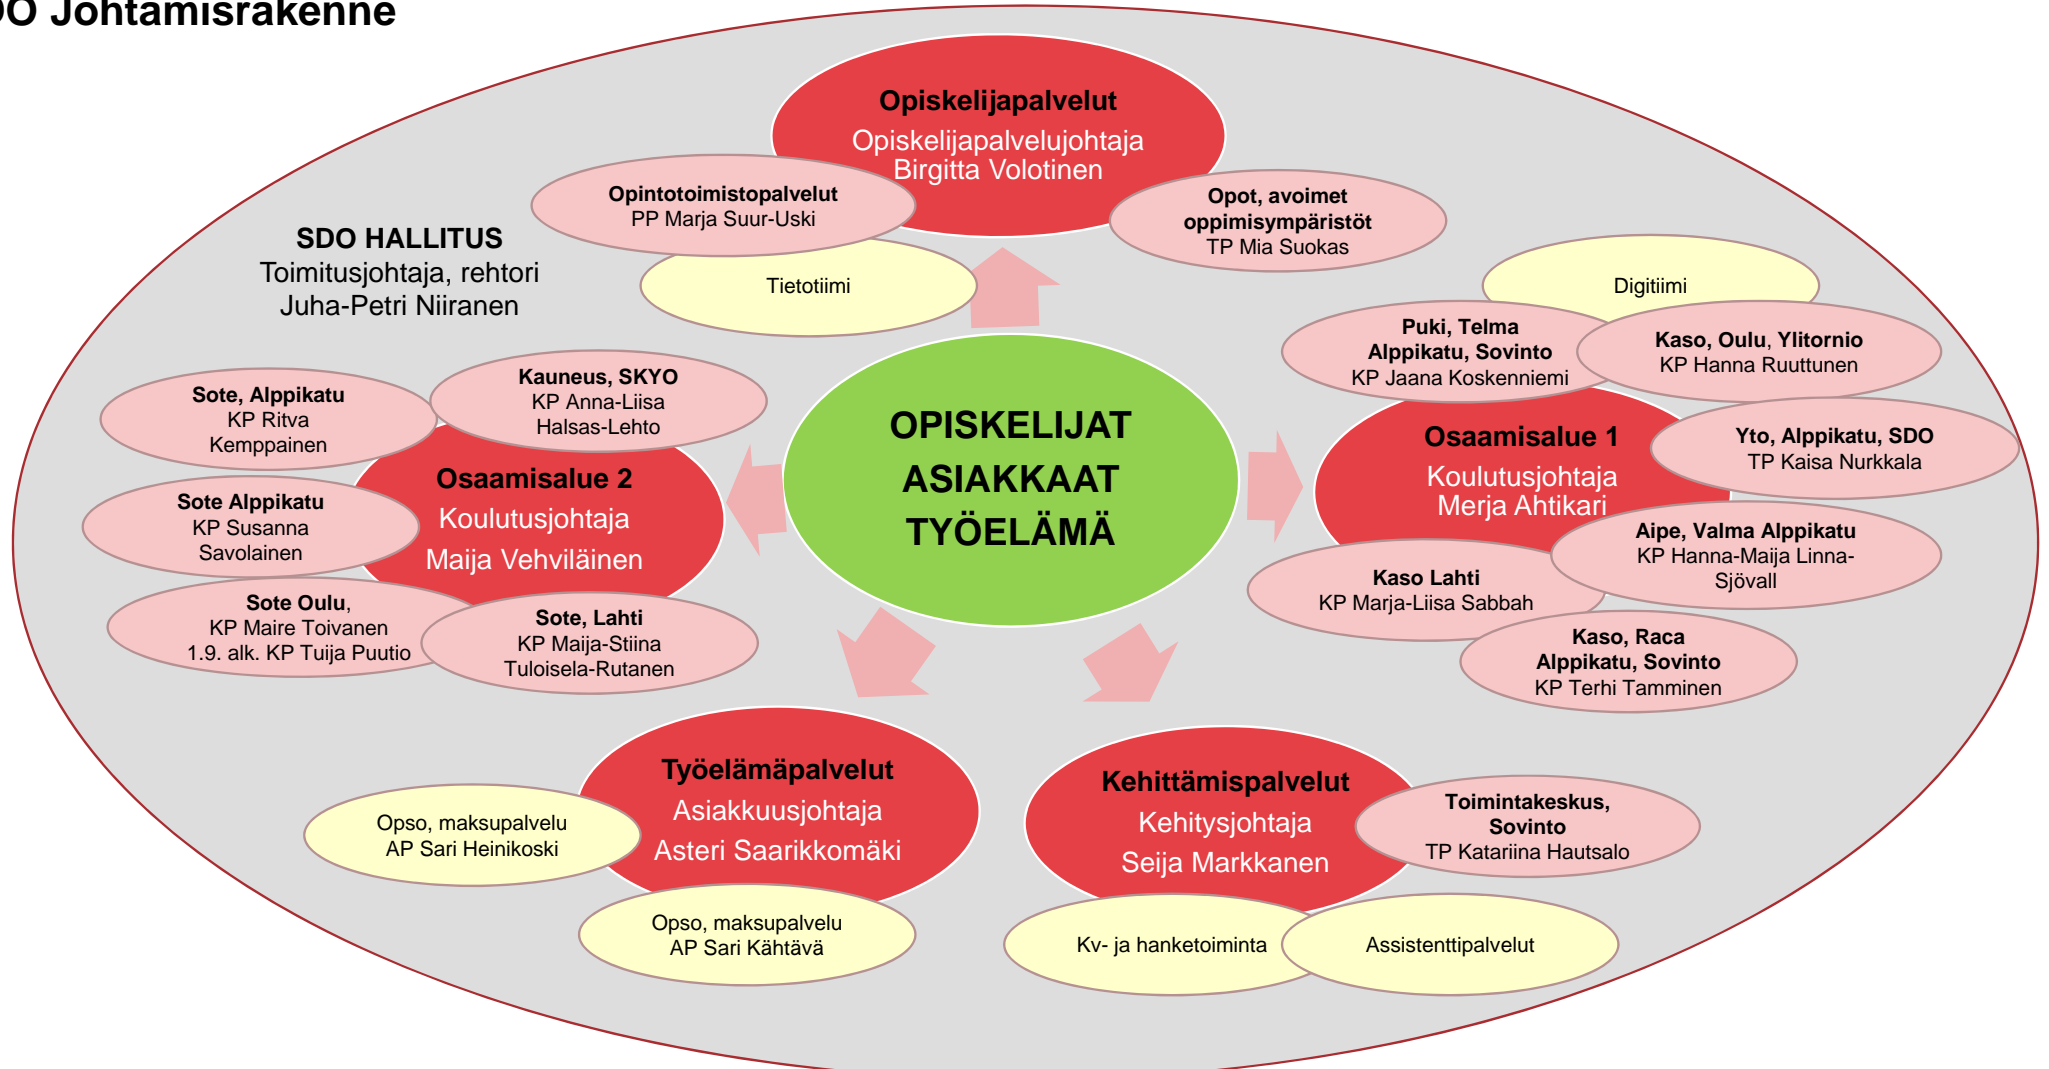 DO Johtamisrakenne
Opiskelijapalvelut
Opiskelijapalvelujohtaja
Birgitta Volotinen
Opintotoimistopalvelut
PP Marja Suur-Uski
Opot, avoimet
oppimisympäristöt
TP Mia Suokas
Tietotiimi
SDO HALLITUS
Toimitusjohtaja, rehtori
Juha-Petri Niiranen
Digitiimi
Puki, Telma
Alppikatu, Sovinto
KP Jaana Koskenniemi
Kaso, Oulu, Ylitornio
KP Hanna Ruuttunen
Yto, Alppikatu, SDO
TP Kaisa Nurkkala
Osaamisalue 1
Koulutusjohtaja
Merja Ahtikari
Aipe, Valma Alppikatu
KP Hanna-Maija Linna-
Sjövall
Kaso Lahti
KP Marja-Liisa Sabbah
Kaso, Raca
Alppikatu, Sovinto
KP Terhi Tamminen
OPISKELIJAT
ASIAKKAAT
TYÖELÄMÄ
Sote, Alppikatu
KP Ritva
Kemppainen
Kauneus, SKYO
KP Anna-Liisa
Halsas-Lehto
Osaamisalue 2
Koulutusjohtaja
Maija Vehviläinen
Sote Alppikatu
KP Susanna
Savolainen
Sote Oulu,
KP Maire Toivanen
1.9. alk. KP Tuija Puutio
Sote, Lahti
KP Maija-Stiina
Tuloisela-Rutanen
Työelämäpalvelut
Asiakkuusjohtaja
Asteri Saarikkomäki
Opso, maksupalvelu
AP Sari Heinikoski
Opso, maksupalvelu
AP Sari Kähtävä
Kehittämispalvelut
Kehitysjohtaja
Seija Markkanen
Toimintakeskus,
Sovinto
TP Katariina Hautsalo
Kv- ja hanketoiminta
Assistenttipalvelut